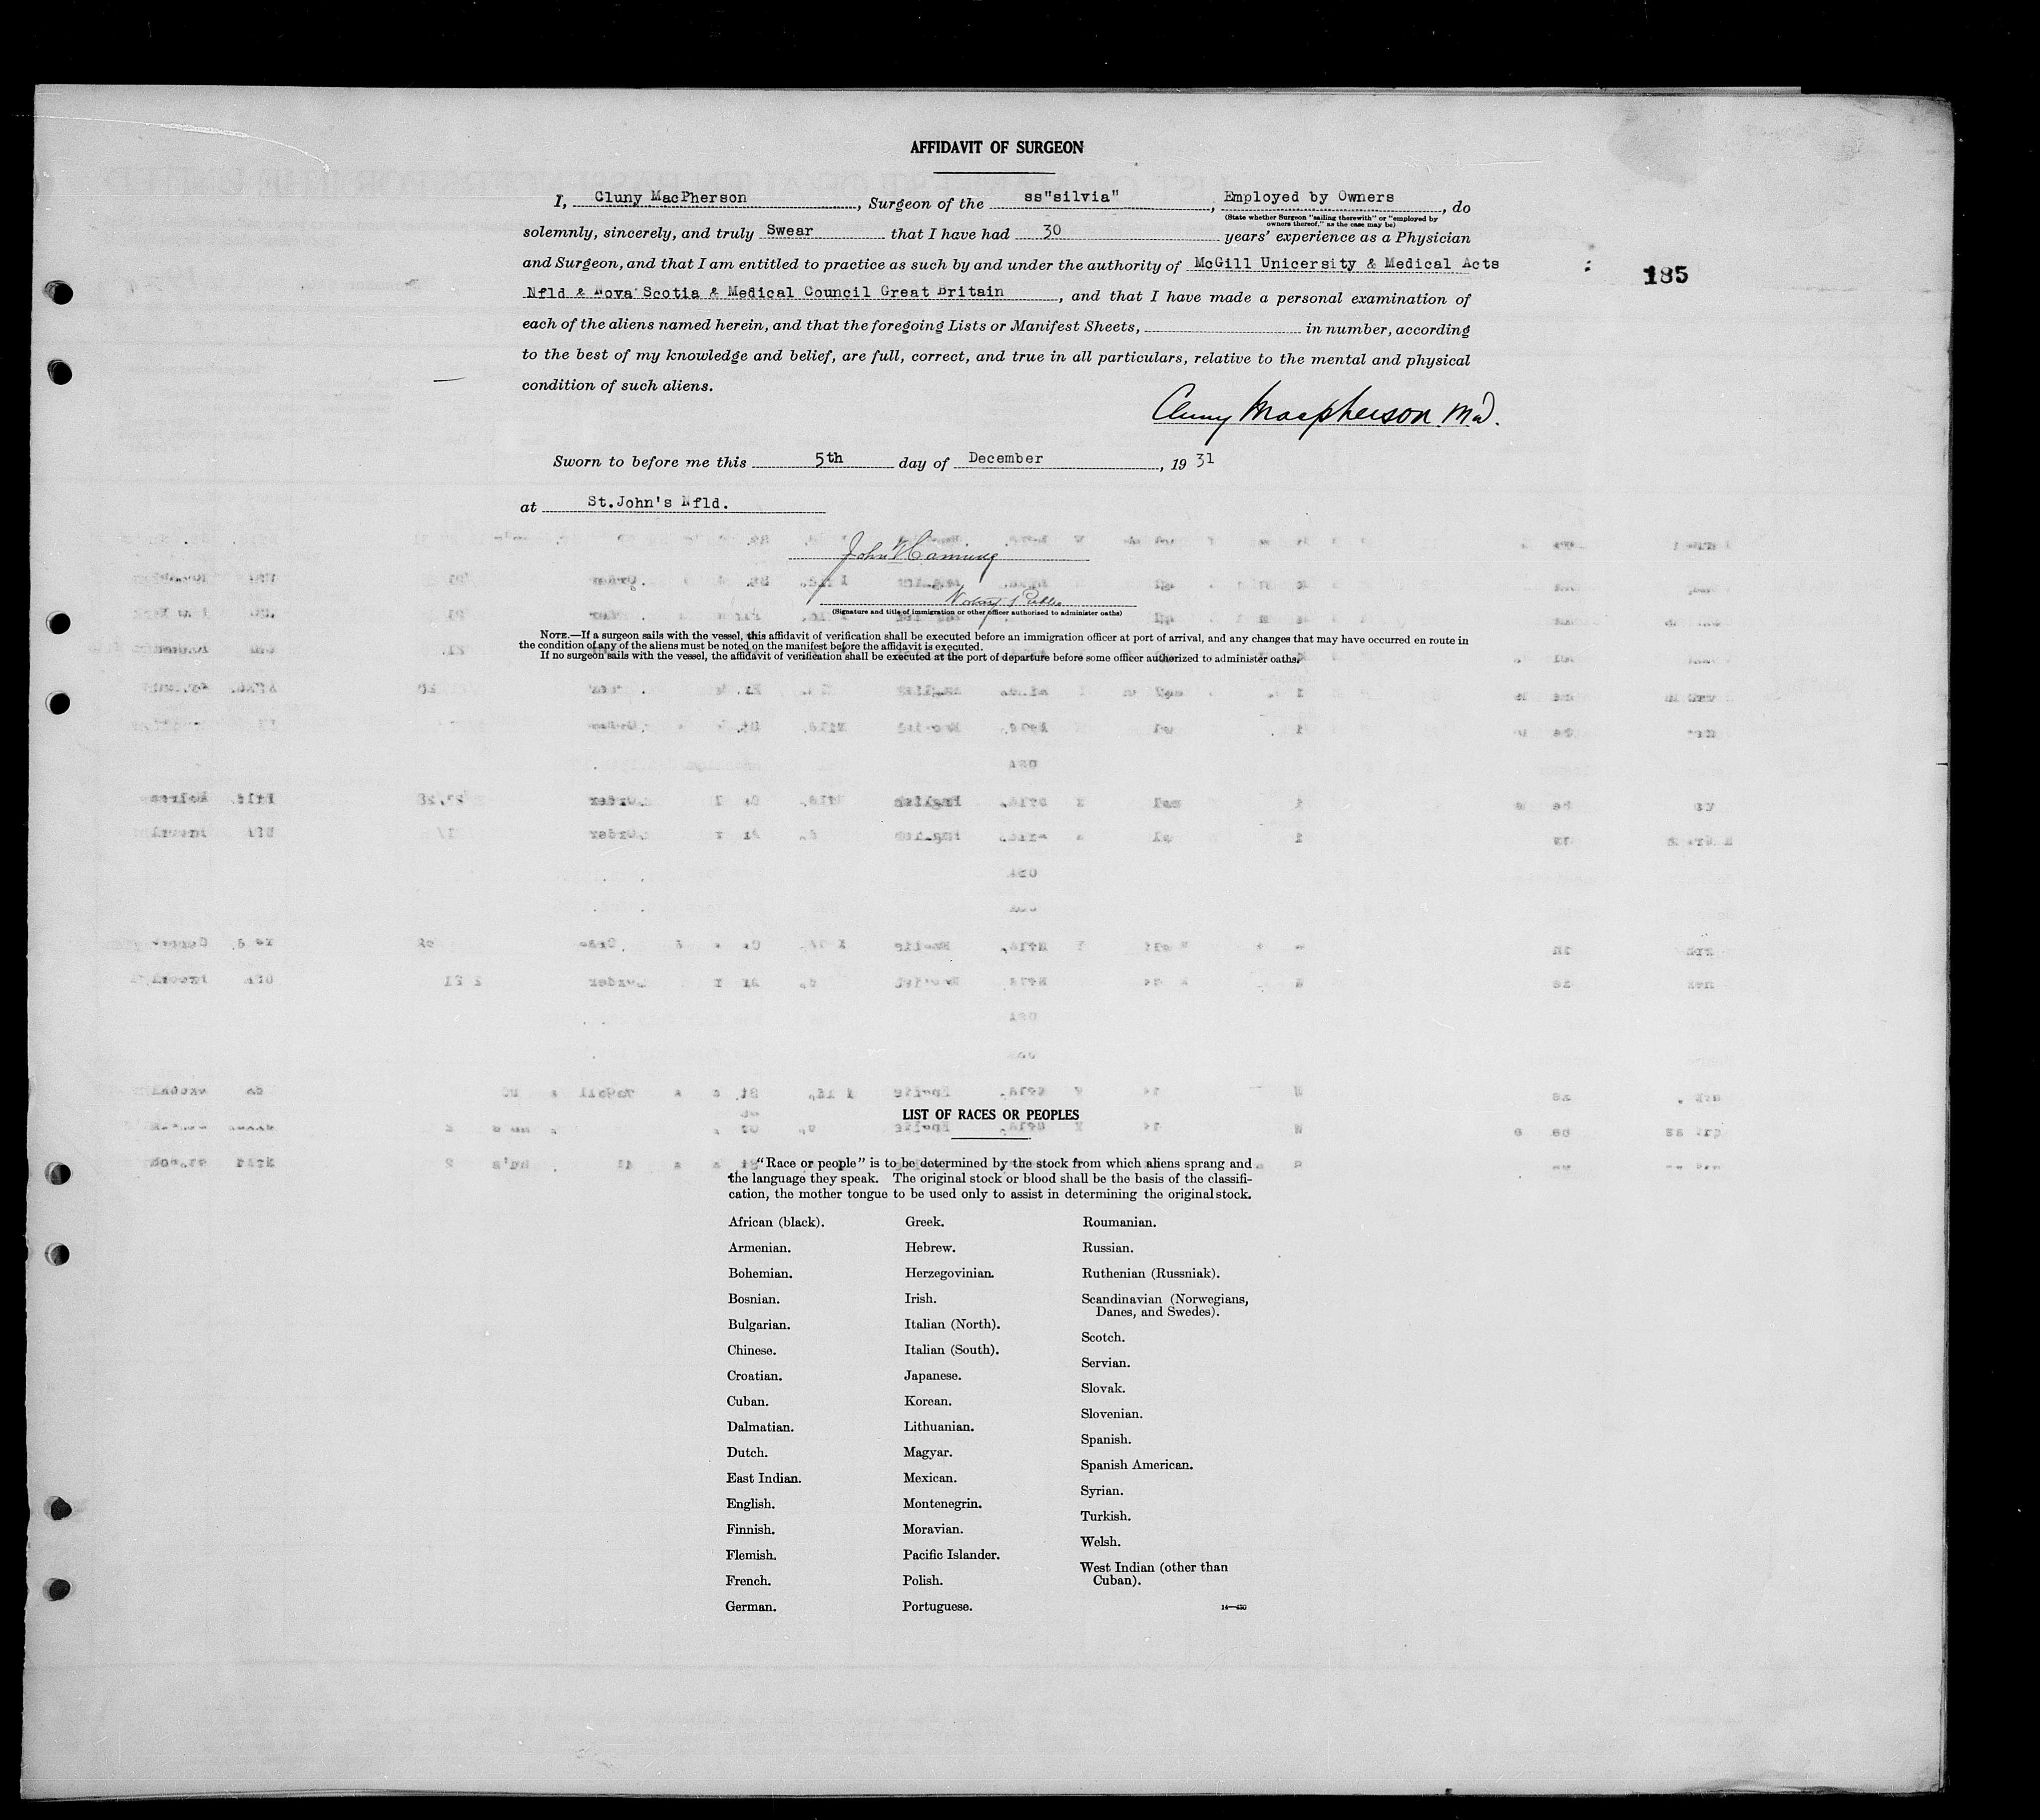 AFFIDAVIT OF SURGEON
I, Cluny MacPherson, Surgeon of the ss"silvia", Employed by Owners, do
(State whether Surgeon "sailing therewith" or "employed by
owners thereof," as the case may be)
solemnly, sincerely, and truly Swear that I have had 30 years' experience as a Physician
and Surgeon, and that I am entitled to practice as such by and under the authority of McGill Unicersity & Medical Acts
185
Nfld & Nova Scotia & Medical Council Great Britain, and that I have made a personal examination of
each of the aliens named herein, and that the foregoing Lists or Manifest Sheets, in number, according
to the best of my knowledge and belief, are full, correct, and true in all particulars, relative to the mental and physical
condition of such aliens.
Cluny Macpherson M.D.
Sworn to before me this 5th day of December, 19 31
at St.John's Nfld.
John
Notary Public
(Signature and title of immigration or other officer authorized to administer oaths)
NOTE.—If a surgeon sails with the vessel, this affidavit of verification shall be executed before an immigration officer at port of arrival, and any changes that may have occurred en route in
the condition of any of the aliens must be noted on the manifest before the affidavit is executed.
If no surgeon sails with the vessel, the affidavit of verification shall be executed at the port of departure before some officer authorized to administer oaths.
LIST OF RACES OR PEOPLES
"Race or people" is to be determined by the stock from which aliens sprang and
the language they speak. The original stock or blood shall be the basis of the classifi-
cation, the mother tongue to be used only to assist in determining the original stock.
African (black).
Armenian.
Bohemian.
Bosnian.
Bulgarian.
Chinese.
Croatian.
Cuban.
Dalmatian.
Dutch.
East Indian.
English.
Finnish.
Flemish.
French.
German.
Greek.
Hebrew.
Herzegovinian.
Irish.
Italian (North).
Italian (South).
Japanese.
Korean.
Lithuanian.
Magyar.
Mexican.
Montenegrin.
Moravian.
Pacific Islander.
Polish.
Portuguese.
Roumanian.
Russian.
Ruthenian (Russniak).
Scandinavian (Norwegians,
Danes, and Swedes).
Scotch.
Servian.
Slovak.
Slovenian.
Spanish.
Spanish American.
Syrian.
Turkish.
Welsh.
West Indian (other than
Cuban).